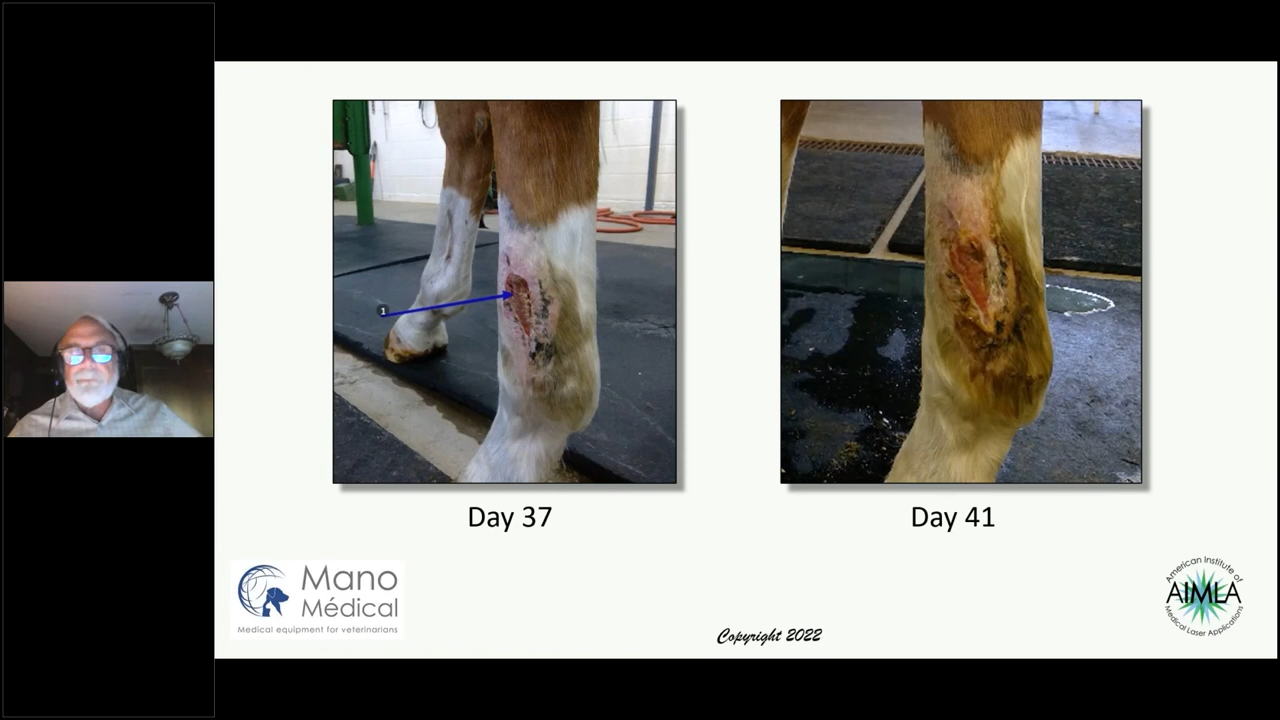 1
Day 37
Day 41
Mano
Médical
Medical equipment for veterinarians
Copyright 2022
American Institute of
AIMLA
Medical Laser Applications